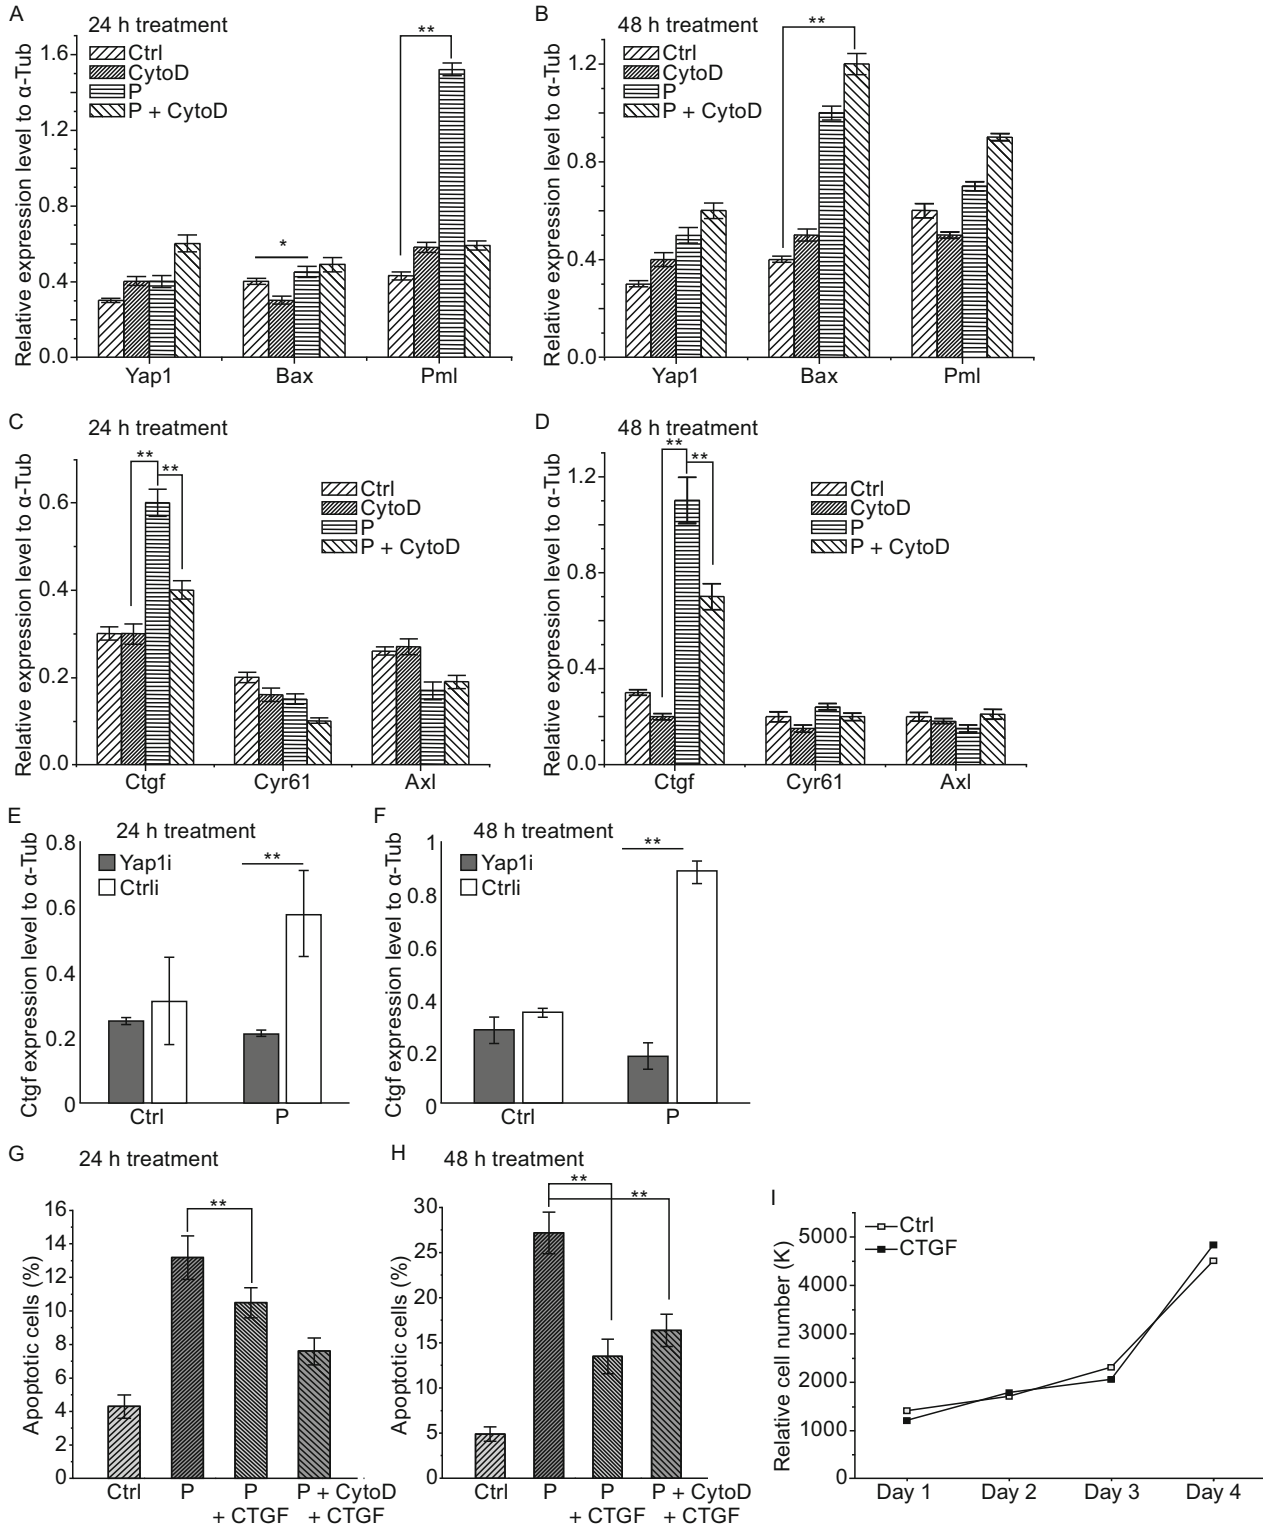 A
24 h treatment
Ctrl
CytoD
P
P + CytoD
**
*
Relative expression level to α-Tub
1.6
1.2
0.8
0.4
0.0
Yap1
Bax
Pml
B
48 h treatment
Ctrl
CytoD
P
P + CytoD
**
Relative expression level to α-Tub
1.2
0.8
0.4
0.0
Yap1
Bax
Pml
C
24 h treatment
**
**
Ctrl
CytoD
P
P + CytoD
Relative expression level to α-Tub
0.6
0.4
0.2
0.0
Ctgf
Cyr61
Axl
D
48 h treatment
**
**
Ctrl
CytoD
P
P + CytoD
Relative expression level to α-Tub
1.2
0.8
0.4
0.0
Ctgf
Cyr61
Axl
E
24 h treatment
Yap1i
Ctrli
**
Ctgf expression level to α-Tub
0.8
0.6
0.4
0.2
0
Ctrl
P
F
48 h treatment
Yap1i
Ctrli
**
Ctgf expression level to α-Tub
1
0.8
0.6
0.4
0.2
0
Ctrl
P
G
24 h treatment
**
Apoptotic cells (%)
16
14
12
10
8
6
4
2
0
Ctrl
P
P
+ CTGF
P + CytoD
+ CTGF
H
48 h treatment
**
**
Apoptotic cells (%)
30
25
20
15
10
5
0
Ctrl
P
P
+ CTGF
P + CytoD
+ CTGF
I
Ctrl
CTGF
Relative cell number (K)
5000
4000
3000
2000
1000
0
Day 1
Day 2
Day 3
Day 4